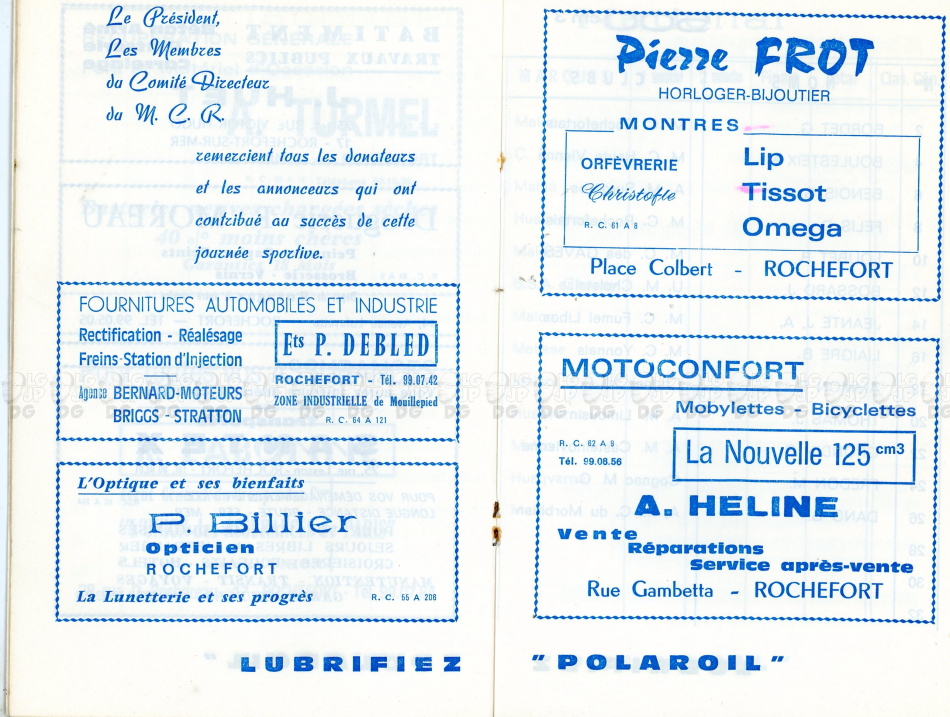 Le Président,
Les Membres
du Comité Directeur
du M. C. R.
remercient tous les donateurs
et les annonceurs qui ont
contribué au succès de cette
journée sportive.
FOURNITURES AUTOMOBILES ET INDUSTRIE
Rectification - Réalésage
Freins-Station d'Injection
Agence BERNARD-MOTEURS
BRIGGS STRATTON
Ets P. DEBLED
ROCHEFORT - Tél. 99.07.42
ZONE INDUSTRIELLE de Mouillepied
R. C. 64 A 121
L'Optique et ses bienfaits
P. Billier
Opticien
ROCHEFORT
La Lunetterie et ses progrès
R. C. 55 A 208
LUBRIFIEZ
Pierre FROT
HORLOGER-BIJOUTIER
MONTRES
ORFÈVRERIE
Christofle
R. C. 61 A 8
Lip
Tissot
Omega
Place Colbert - ROCHEFORT
MOTOCONFORT
Mobylettes - Bicyclettes
R. C. 62 A 9
Tél. 99.08.56
La Nouvelle 125 cm3
A. HELINE
Vente
Réparations
Service après-vente
Rue Gambetta - ROCHEFORT
"POLAROIL"